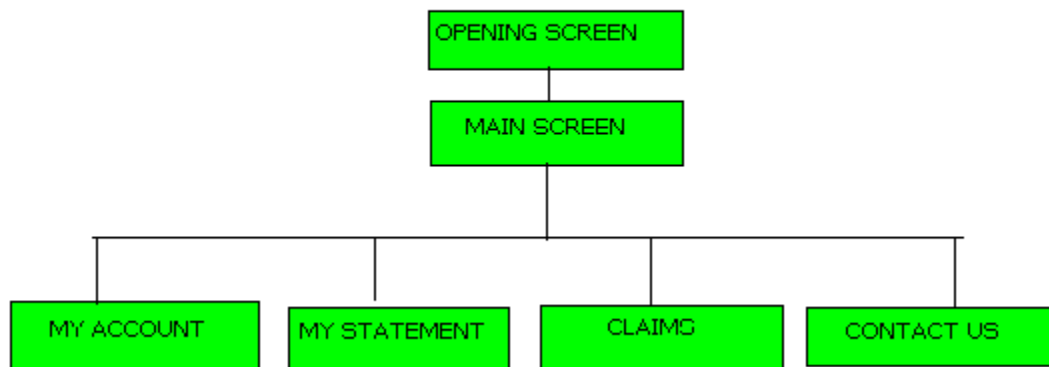 OPENING SCREEN
MAIN SCREEN
MY ACCOUNT
MY STATEMENT
CLAIMS
CONTACT US